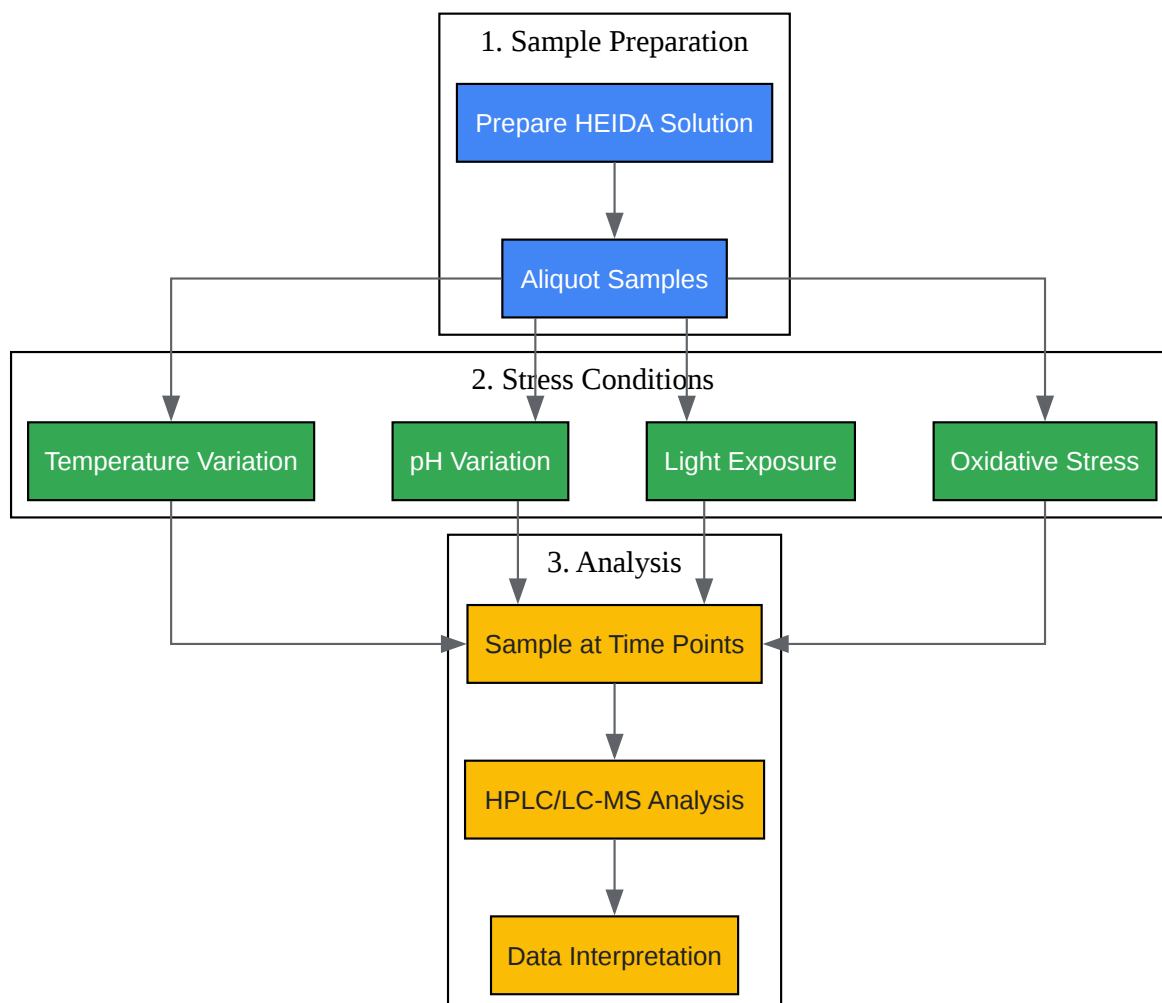 1. Sample Preparation
Prepare HEIDA Solution
Aliquot Samples
2. Stress Conditions
Temperature Variation
pH Variation
Light Exposure
Oxidative Stress
3. Analysis
Sample at Time Points
HPLC/LC-MS Analysis
Data Interpretation